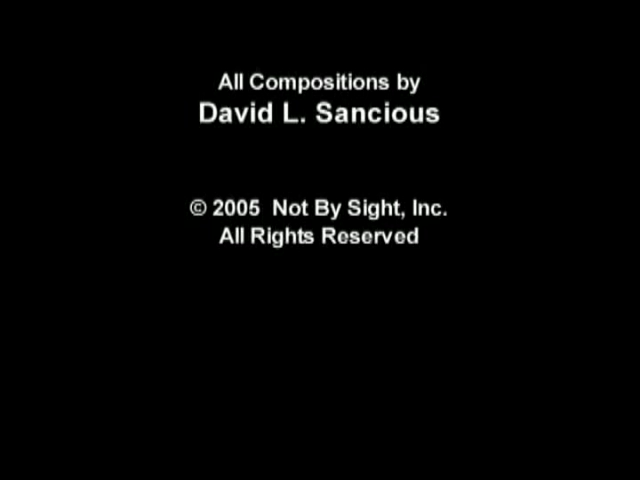 All Compositions by
David L. Sancious
© 2005 Not By Sight, Inc.
All Rights Reserved